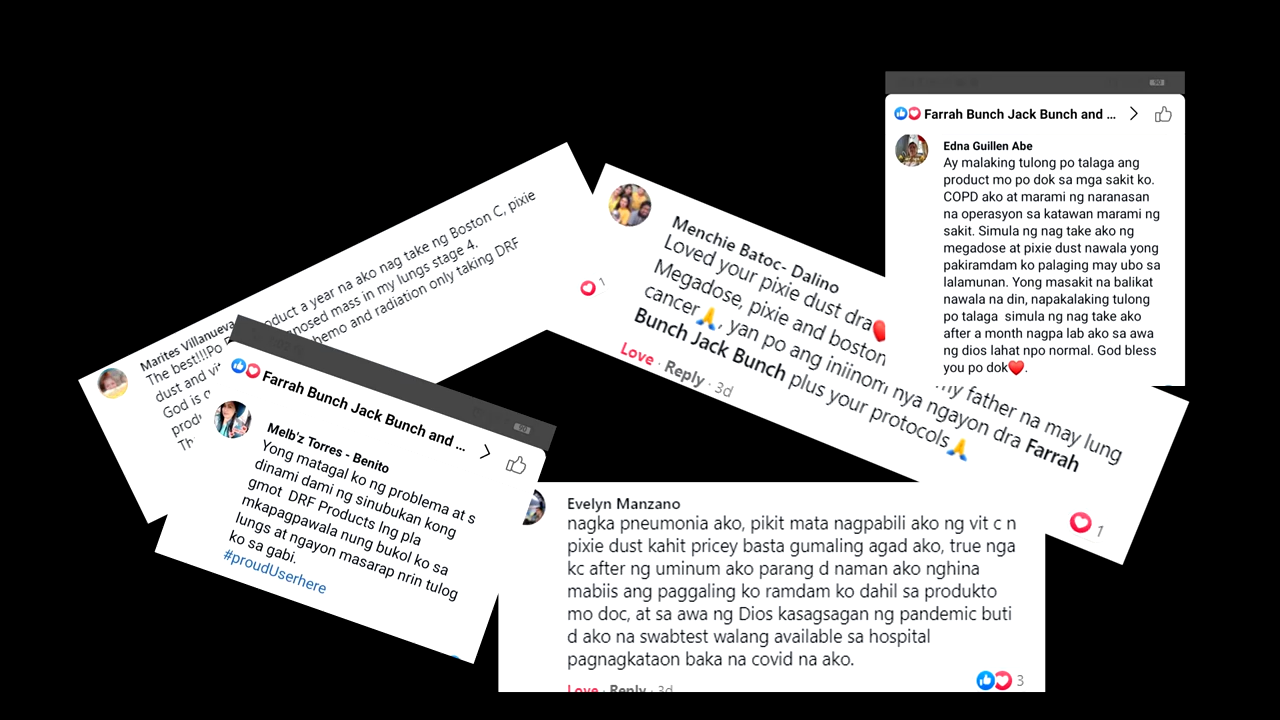 Marites Villanueva
The best!!!Po product a year na ako nag take ng Boston C, pixie
dust and diagnosed mass in my lungs stage 4.
God is chemo and radiation only taking DRF
prod
Th
1
Farrah Bunch Jack Bunch and ...
Melb'z Torres - Benito
Yong matagal ko ng problema at s
dinami dami ng sinubukan kong
gmot DRF Products lng pla
mkapagpawala nung bukol ko sa
lungs at ngayon masarap nrin tulog
ko sa gabi.
#proudUserhere
Menchie Batoc- Dalino
Loved your pixie dust dra❤️
Megadose, pixie and boston my father na may lung
cancer🙏, yan po ang iniinom nya ngayon dra Farrah
Bunch Jack Bunch plus your protocols🙏
Love · Reply · 3d
1
90
Farrah Bunch Jack Bunch and ...
Edna Guillen Abe
Ay malaking tulong po talaga ang
product mo po dok sa mga sakit ko.
COPD ako at marami ng naranasan
na operasyon sa katawan marami ng
sakit. Simula ng nag take ako ng
megadose at pixie dust nawala yong
pakiramdam ko palaging may ubo sa
lalamunan. Yong masakit na balikat
nawala na din, napakalaking tulong
po talaga simula ng nag take ako
after a month nagpa lab ako sa awa
ng dios lahat npo normal. God bless
you po dok❤️.
Evelyn Manzano
nagka pneumonia ako, pikit mata nagpabili ako ng vit c n
pixie dust kahit pricey basta gumaling agad ako, true nga
kc after ng uminum ako parang d naman ako nghina
mabiis ang paggaling ko ramdam ko dahil sa produkto
mo doc, at sa awa ng Dios kasagsagan ng pandemic buti
d ako na swabtest walang available sa hospital
pagnagkataon baka na covid na ako.
Love · Reply · 3d
3